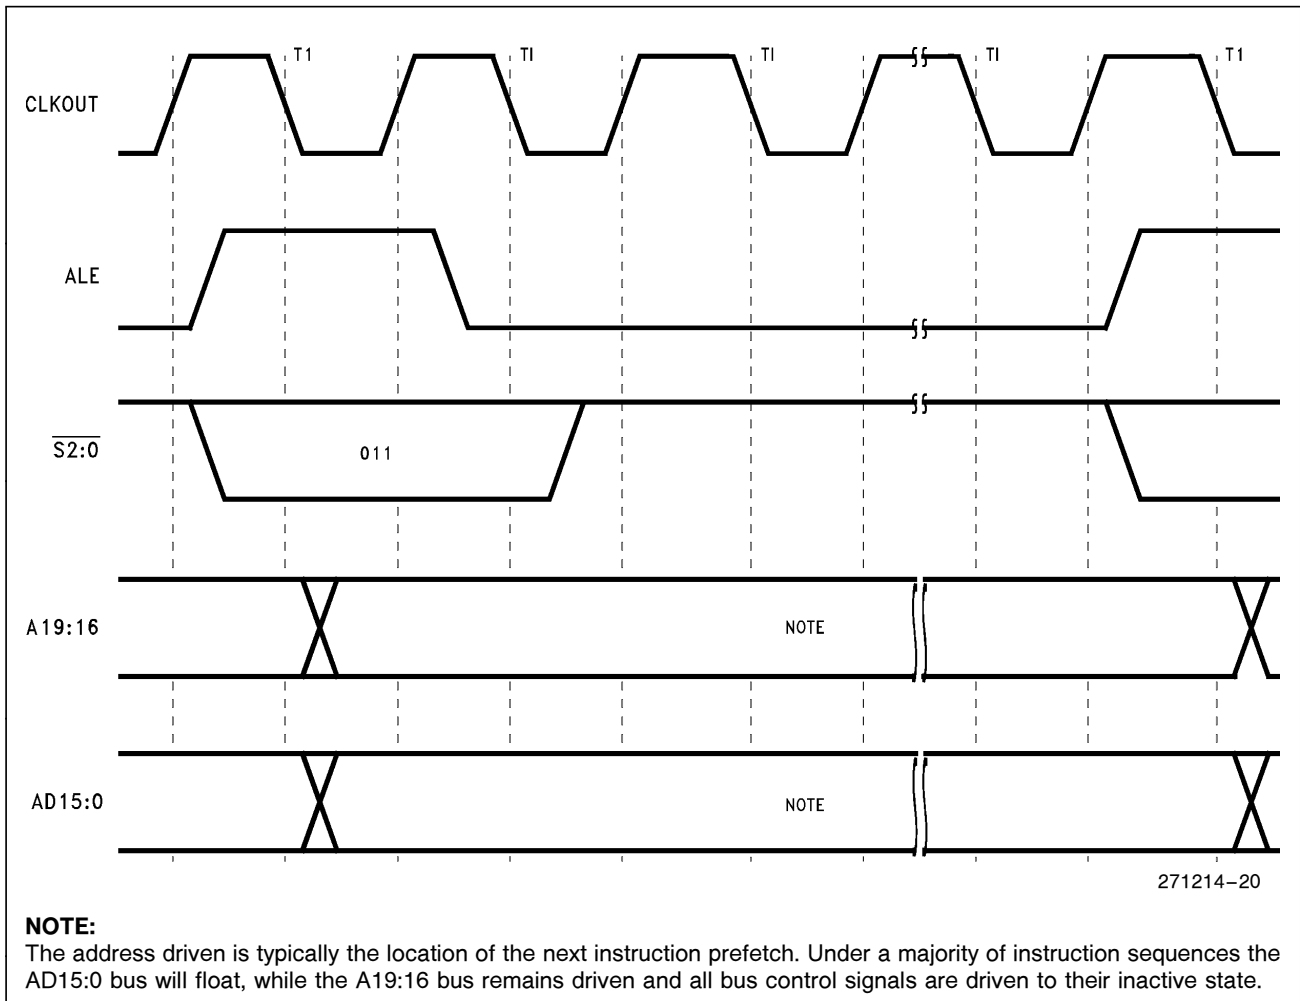 T1 TI TI TI T1
CLKOUT
ALE
S2:0
011
A19:16
NOTE
AD15:0
NOTE
271214–20
NOTE:
The address driven is typically the location of the next instruction prefetch. Under a majority of instruction sequences the
AD15:0 bus will float, while the A19:16 bus remains driven and all bus control signals are driven to their inactive state.